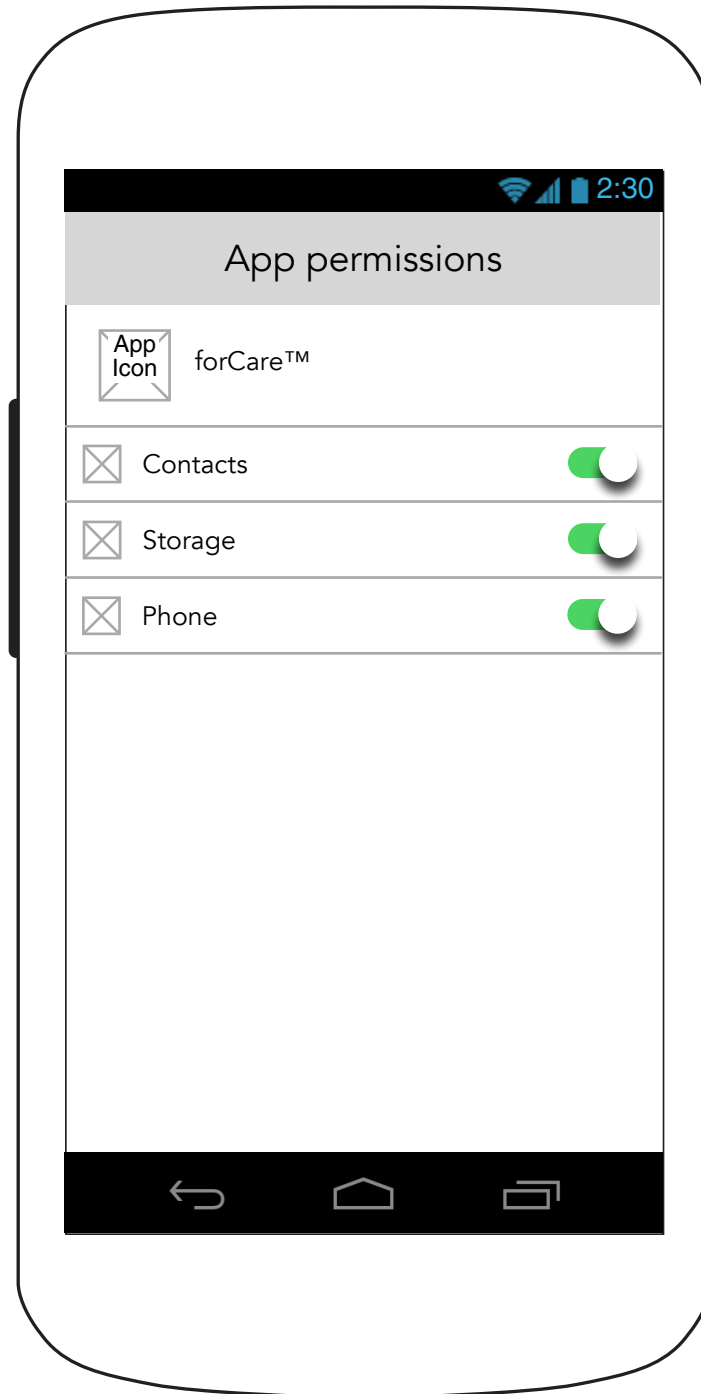 2:30
App permissions
App
Icon
forCare™
Contacts
Storage
Phone